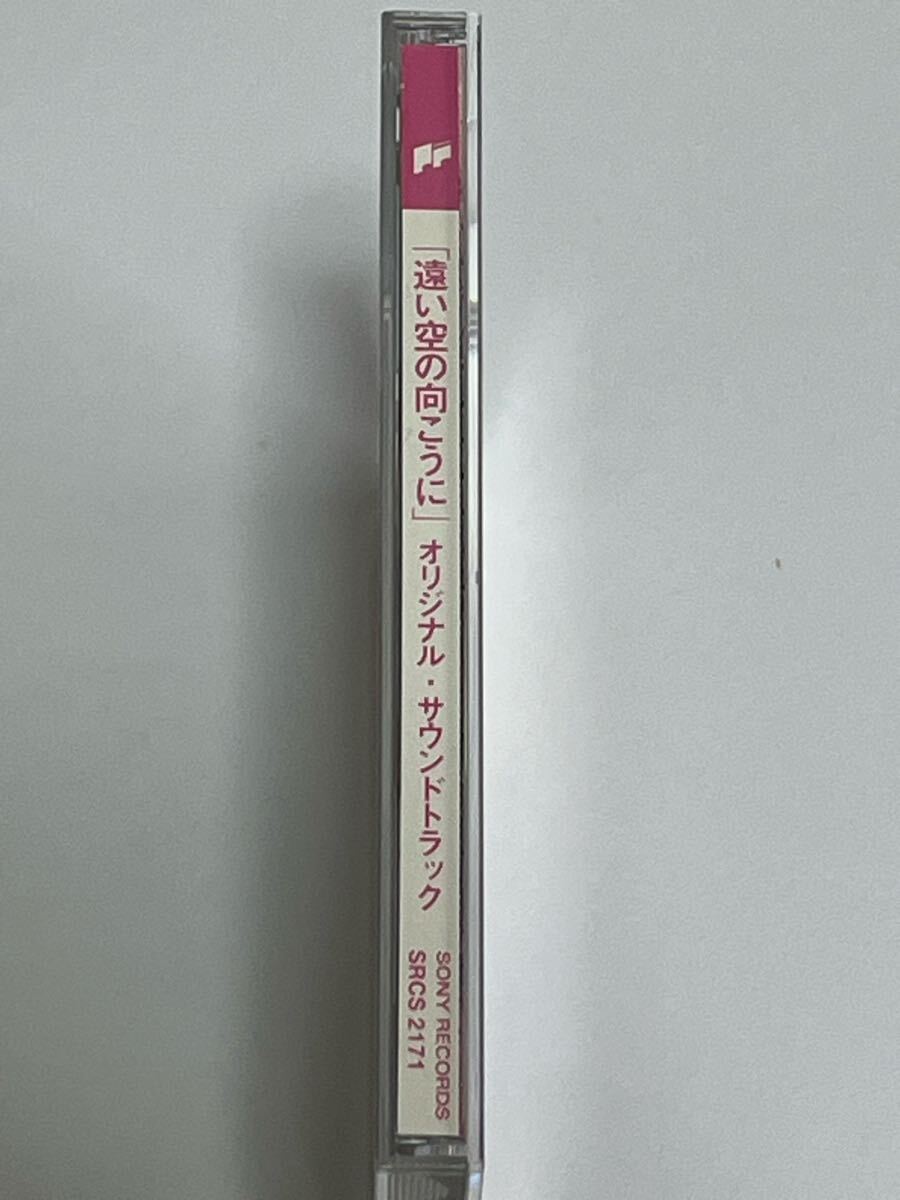 「遠い空の向こうに」オリジナル・サウンドトラック
SONY RECORDS
SRCS 2171